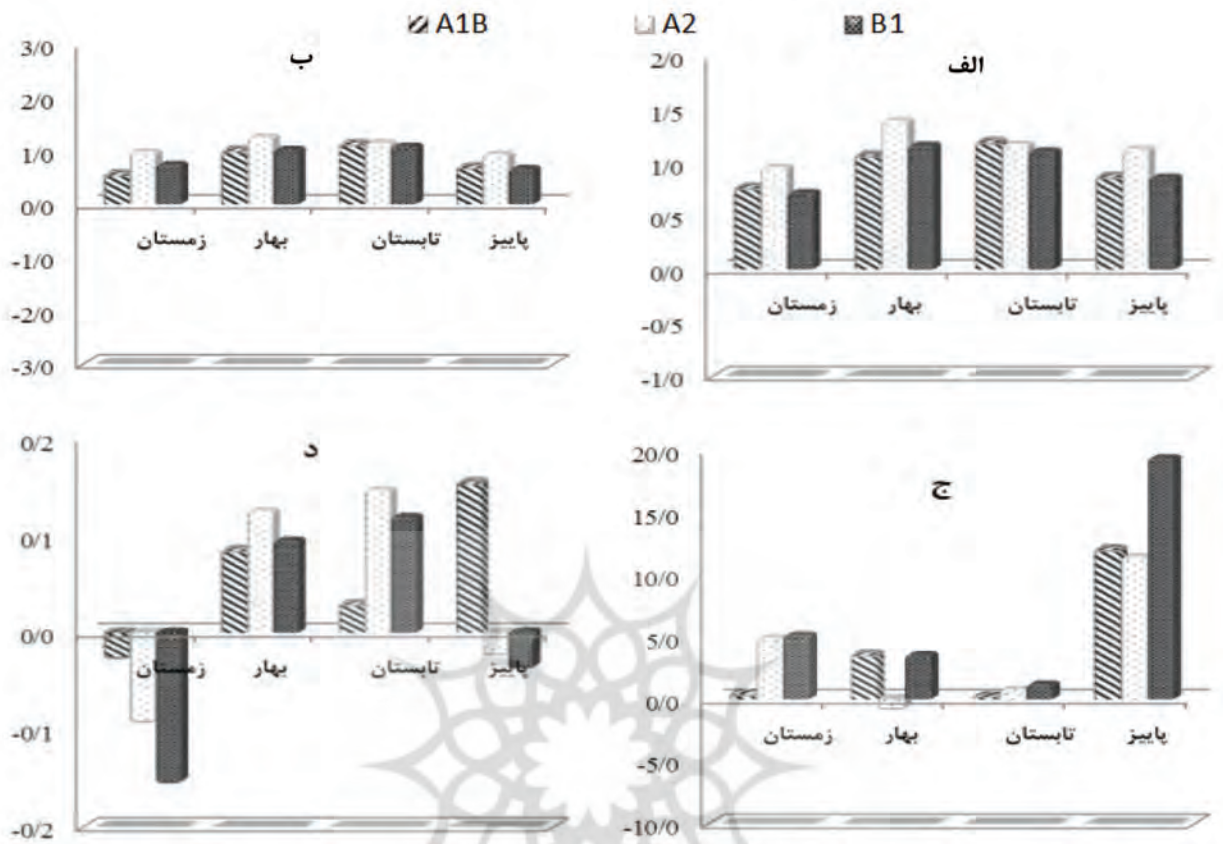 A1B A2 B1
الف
2/0
1/5
1/0
0/5
0/0
-0/5
-1/0
زمستان بهار تابستان پاییز
ب
3/0
2/0
1/0
0/0
-1/0
-2/0
-3/0
زمستان بهار تابستان پاییز
ج
20/0
15/0
10/0
5/0
0/0
-5/0
-10/0
زمستان بهار تابستان پاییز
د
0/2
0/1
0/0
-0/1
-0/2
زمستان بهار تابستان پاییز